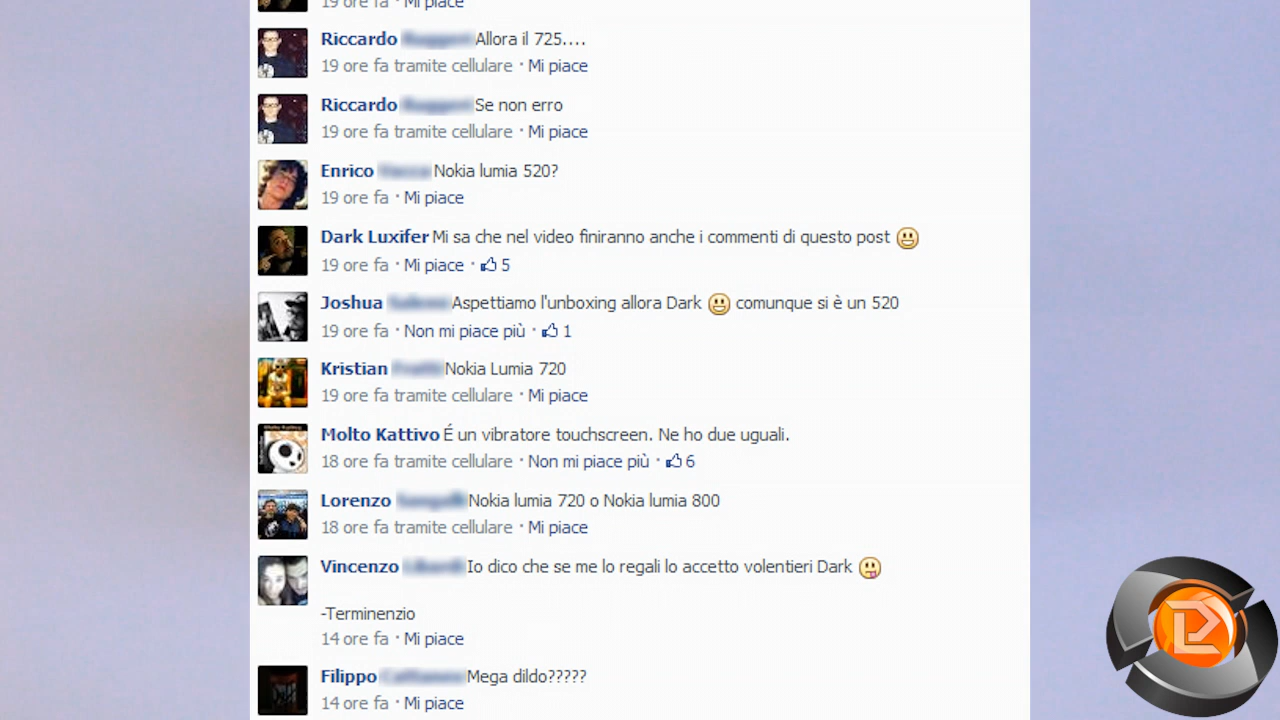 19 ore fa · Mi piace
Riccardo Allora il 725....
19 ore fa tramite cellulare · Mi piace
Riccardo Se non erro
19 ore fa tramite cellulare · Mi piace
Enrico Nokia lumia 520?
19 ore fa · Mi piace
Dark Luxifer Mi sa che nel video finiranno anche i commenti di questo post
19 ore fa · Mi piace · 5
Joshua Aspettiamo l'unboxing allora Dark comunque si è un 520
19 ore fa · Non mi piace più · 1
Kristian Nokia Lumia 720
19 ore fa tramite cellulare · Mi piace
Molto Kattivo É un vibratore touchscreen. Ne ho due uguali.
18 ore fa tramite cellulare · Non mi piace più · 6
Lorenzo Nokia lumia 720 o Nokia lumia 800
18 ore fa tramite cellulare · Mi piace
Vincenzo Io dico che se me lo regali lo accetto volentieri Dark
-Terminenzio
14 ore fa · Mi piace
Filippo Mega dildo?????
14 ore fa · Mi piace